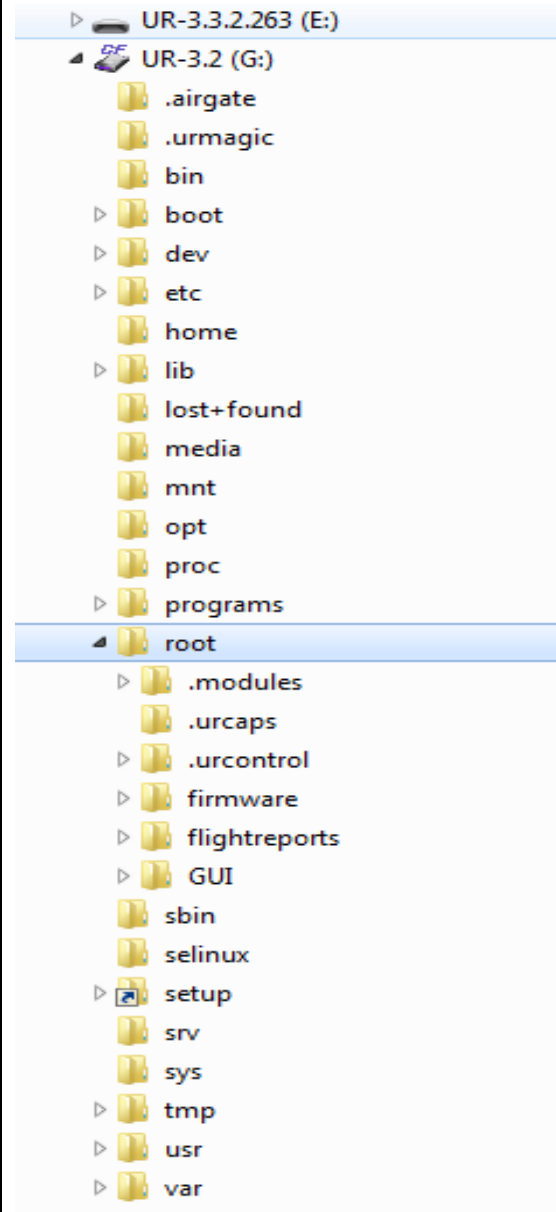 UR-3.3.2.263 (E:)
CF
UR-3.2 (G:)
.airgate
.urmagic
bin
boot
dev
etc
home
lib
lost+found
media
mnt
opt
proc
programs
root
.modules
.urcaps
.urcontrol
firmware
flightreports
GUI
sbin
selinux
setup
srv
sys
tmp
usr
var